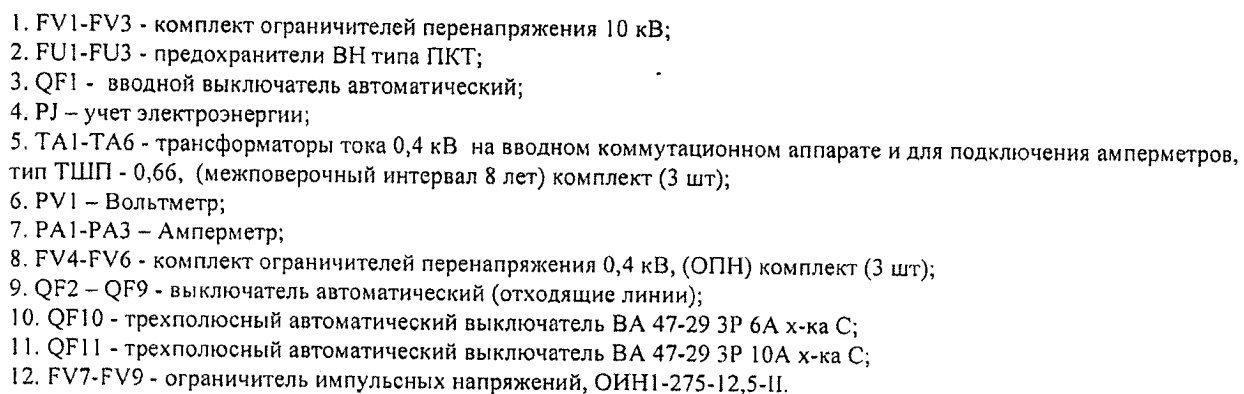 1. FV1-FV3 - комплект ограничителей перенапряжения 10 кВ;
2. FU1-FU3 - предохранители ВН типа ПКТ;
3. QF1 - вводной выключатель автоматический;
4. PJ – учет электроэнергии;
5. ТА1-ТА6 - трансформаторы тока 0,4 кВ на вводном коммутационном аппарате и для подключения амперметров,
тип ТШП - 0,66, (межповерочный интервал 8 лет) комплект (3 шт);
6. PV1 – Вольтметр;
7. PA1-PA3 – Амперметр;
8. FV4-FV6 - комплект ограничителей перенапряжения 0,4 кВ, (ОПН) комплект (3 шт);
9. QF2 – QF9 - выключатель автоматический (отходящие линии);
10. QF10 - трехполюсный автоматический выключатель ВА 47-29 3Р 6А х-ка С;
11. QF11 - трехполюсный автоматический выключатель ВА 47-29 3Р 10А х-ка С;
12. FV7-FV9 - ограничитель импульсных напряжений, ОИН1-275-12,5-II.